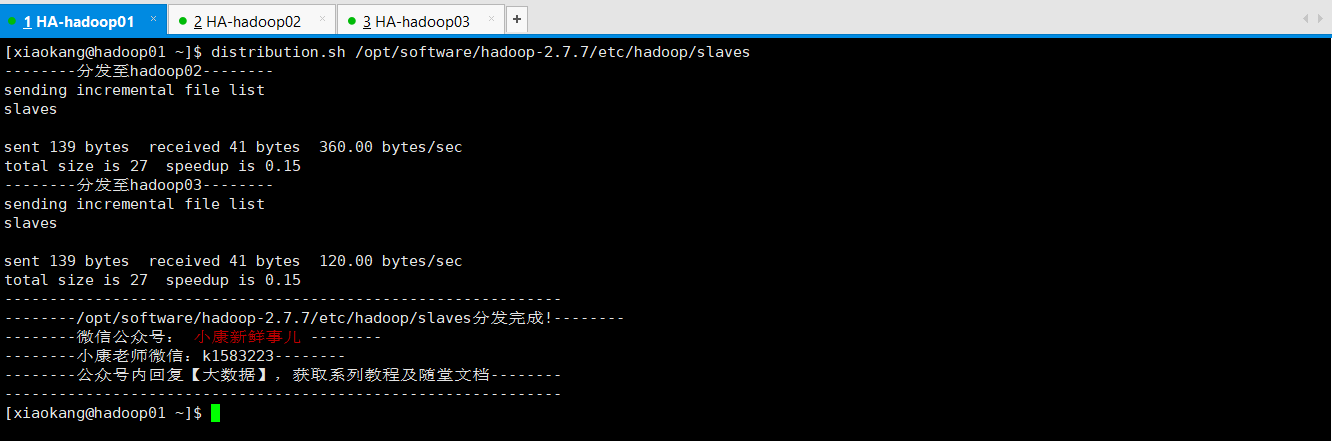 1 HA-hadoop01 × 2 HA-hadoop02 × 3 HA-hadoop03 × +
[xiaokang@hadoop01 ~]$ distribution.sh /opt/software/hadoop-2.7.7/etc/hadoop/slaves
--------分发至hadoop02--------
sending incremental file list
slaves
sent 139 bytes  received 41 bytes  360.00 bytes/sec
total size is 27  speedup is 0.15
--------分发至hadoop03--------
sending incremental file list
slaves
sent 139 bytes  received 41 bytes  120.00 bytes/sec
total size is 27  speedup is 0.15
--------------------------------------------------------------
--------/opt/software/hadoop-2.7.7/etc/hadoop/slaves分发完成!--------
--------微信公众号： 小康新鲜事儿 --------
--------小康老师微信：k1583223--------
--------公众号内回复【大数据】，获取系列教程及随堂文档--------
--------------------------------------------------------------
[xiaokang@hadoop01 ~]$